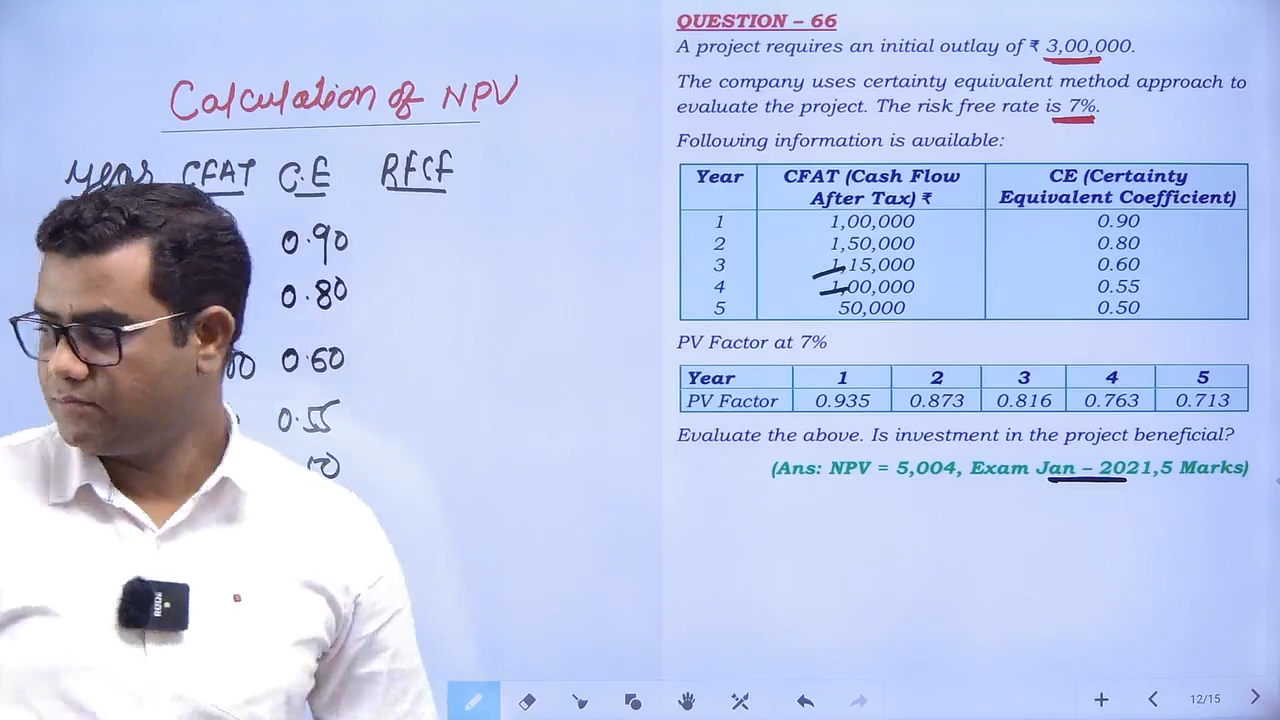 Calculation of NPV
Year CFAT C.E RFCF
0.90
0.80
00 0.60
0.55
QUESTION – 66
A project requires an initial outlay of ₹ 3,00,000.
The company uses certainty equivalent method approach to
evaluate the project. The risk free rate is 7%.
Following information is available:
Year CFAT (Cash Flow After Tax) ₹ CE (Certainty Equivalent Coefficient)
1 1,00,000 0.90
2 1,50,000 0.80
3 1,15,000 0.60
4 1,00,000 0.55
5 50,000 0.50
PV Factor at 7%
Year 1 2 3 4 5
PV Factor 0.935 0.873 0.816 0.763 0.713
Evaluate the above. Is investment in the project beneficial?
(Ans: NPV = 5,004, Exam Jan – 2021,5 Marks)
RODE
12/15